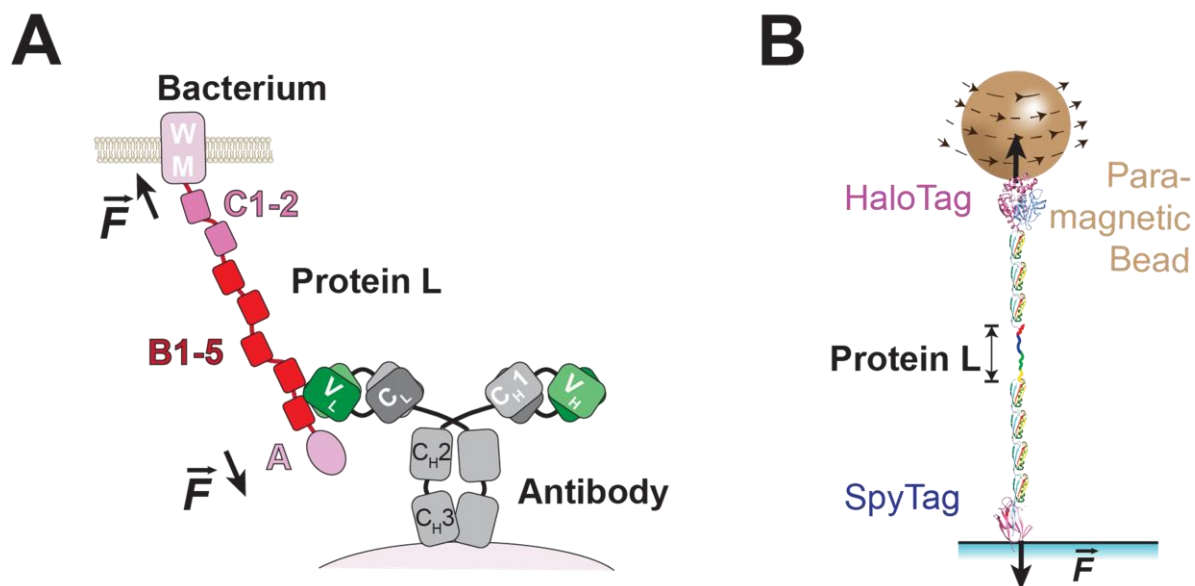 A
Bacterium
W
M
F
C1-2
Protein L
B1-5
V
L
C
L
C
H
1
V
H
A
C
H
2
F
Antibody
C
H
3
B
HaloTag
Para-
magnetic
Bead
Protein L
SpyTag
F